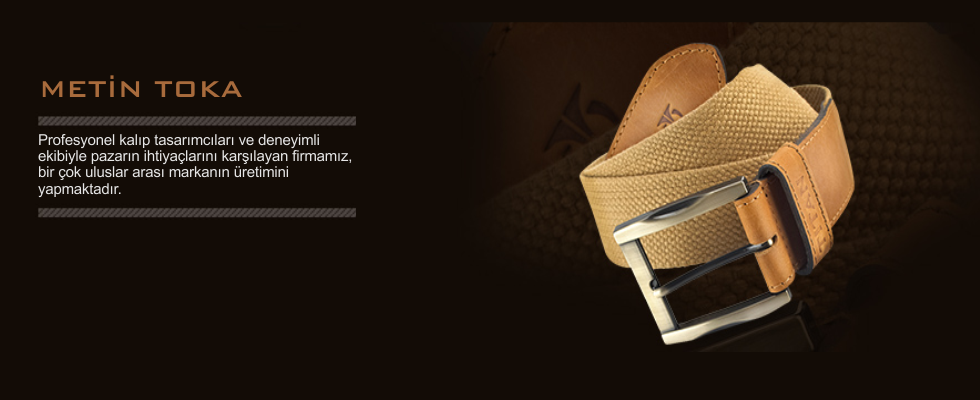 METİN TOKA
Profesyonel kalıp tasarımcıları ve deneyimli
ekibiyle pazarın ihtiyaçlarını karşılayan firmamız,
bir çok uluslar arası markanın üretimini
yapmaktadır.